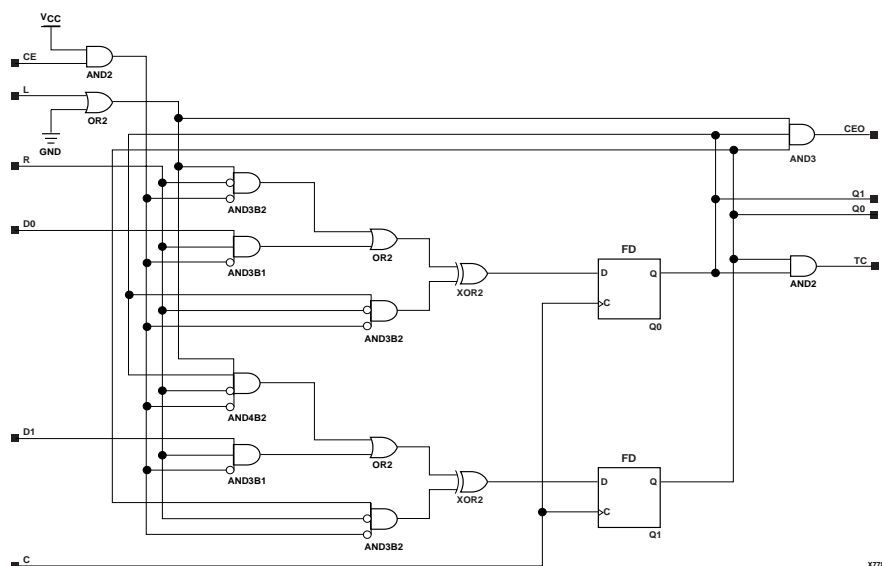 VCC
CE
AND2
L
OR2
GND
CEO
AND3
R
AND3B2
Q1
Q0
D0
OR2
AND3B1
FD
TC
D
Q
AND2
XOR2
C
AND3B2
Q0
AND4B2
D1
OR2
FD
AND3B1
D
Q
XOR2
C
AND3B2
Q1
C